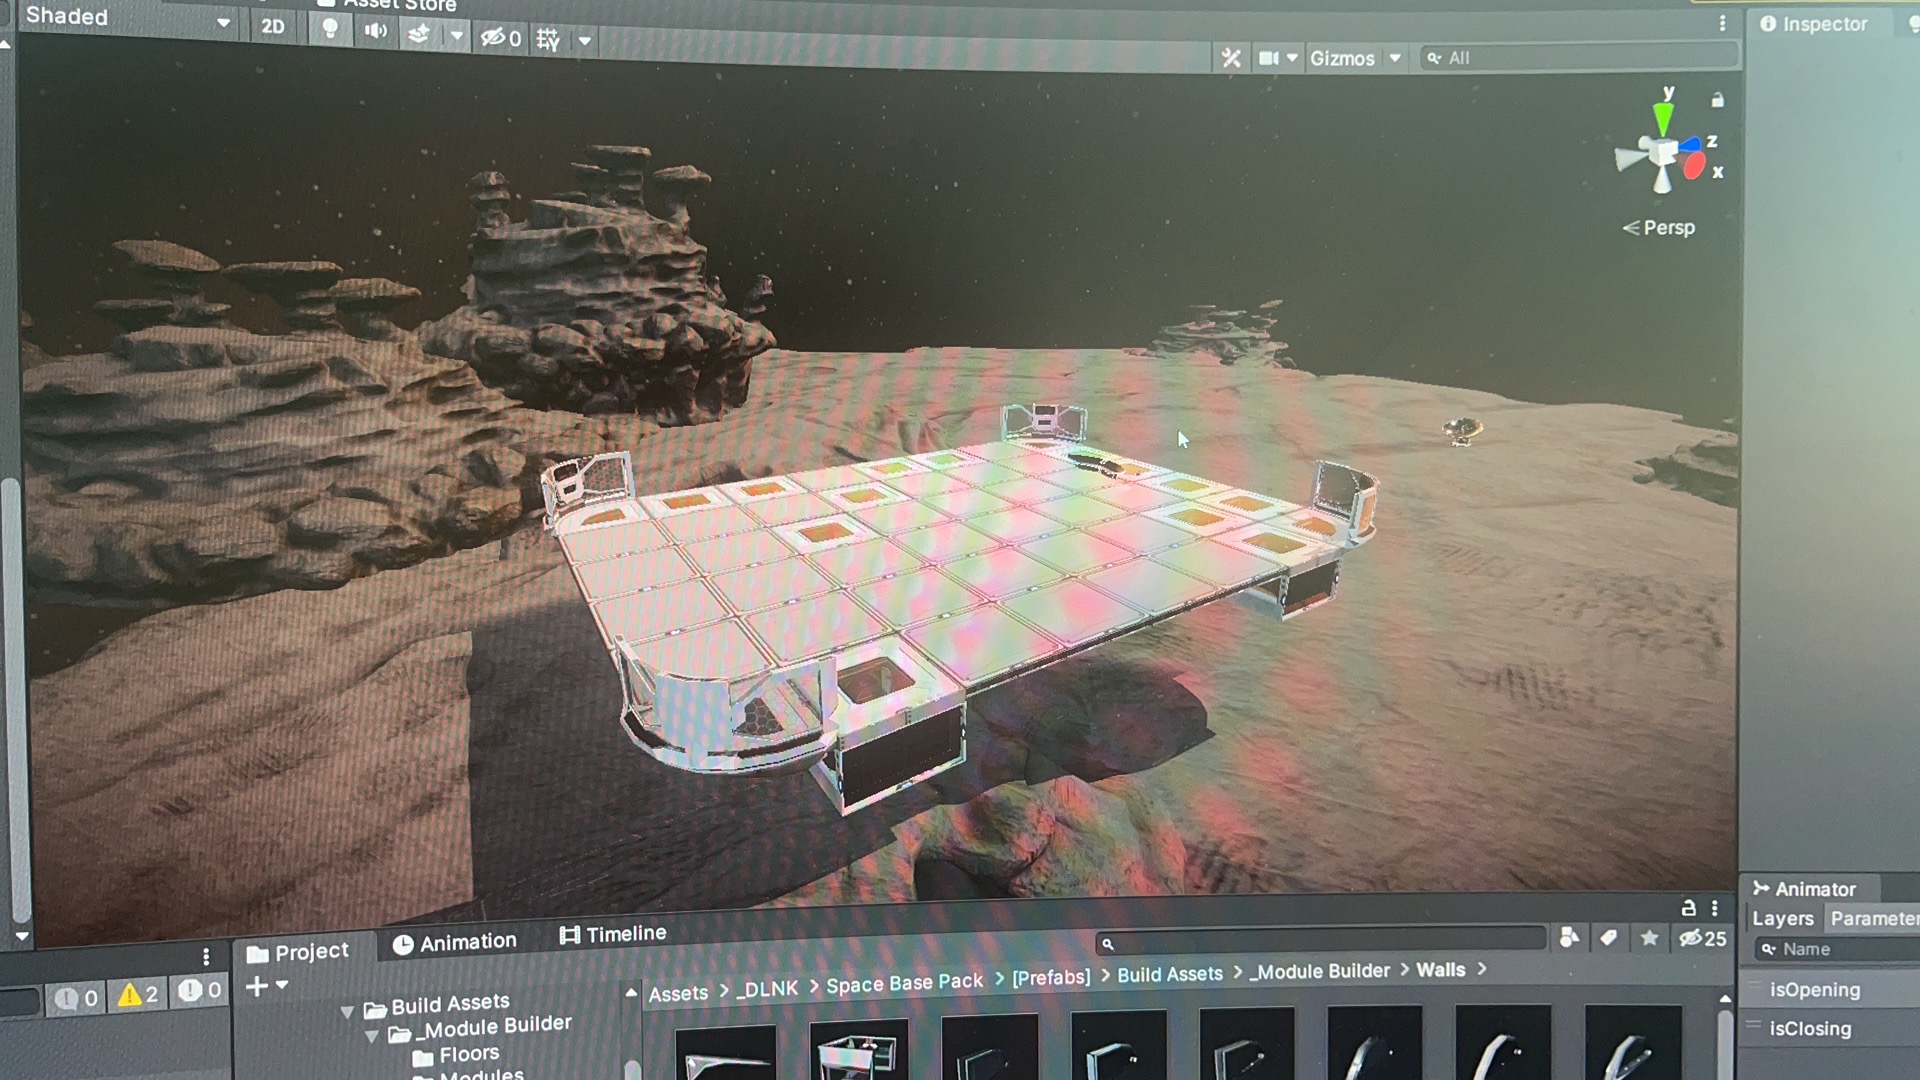 Asset Store
Shaded
2D
0
Gizmos
All
Inspector
y
z
x
Persp
Project
Animation
Timeline
25
0
2
0
Assets > _DLNK > Space Base Pack > [Prefabs] > Build Assets > _Module Builder > Walls >
Build Assets
_Module Builder
Floors
Modules
Animator
Layers
Parameter
Name
isOpening
isClosing